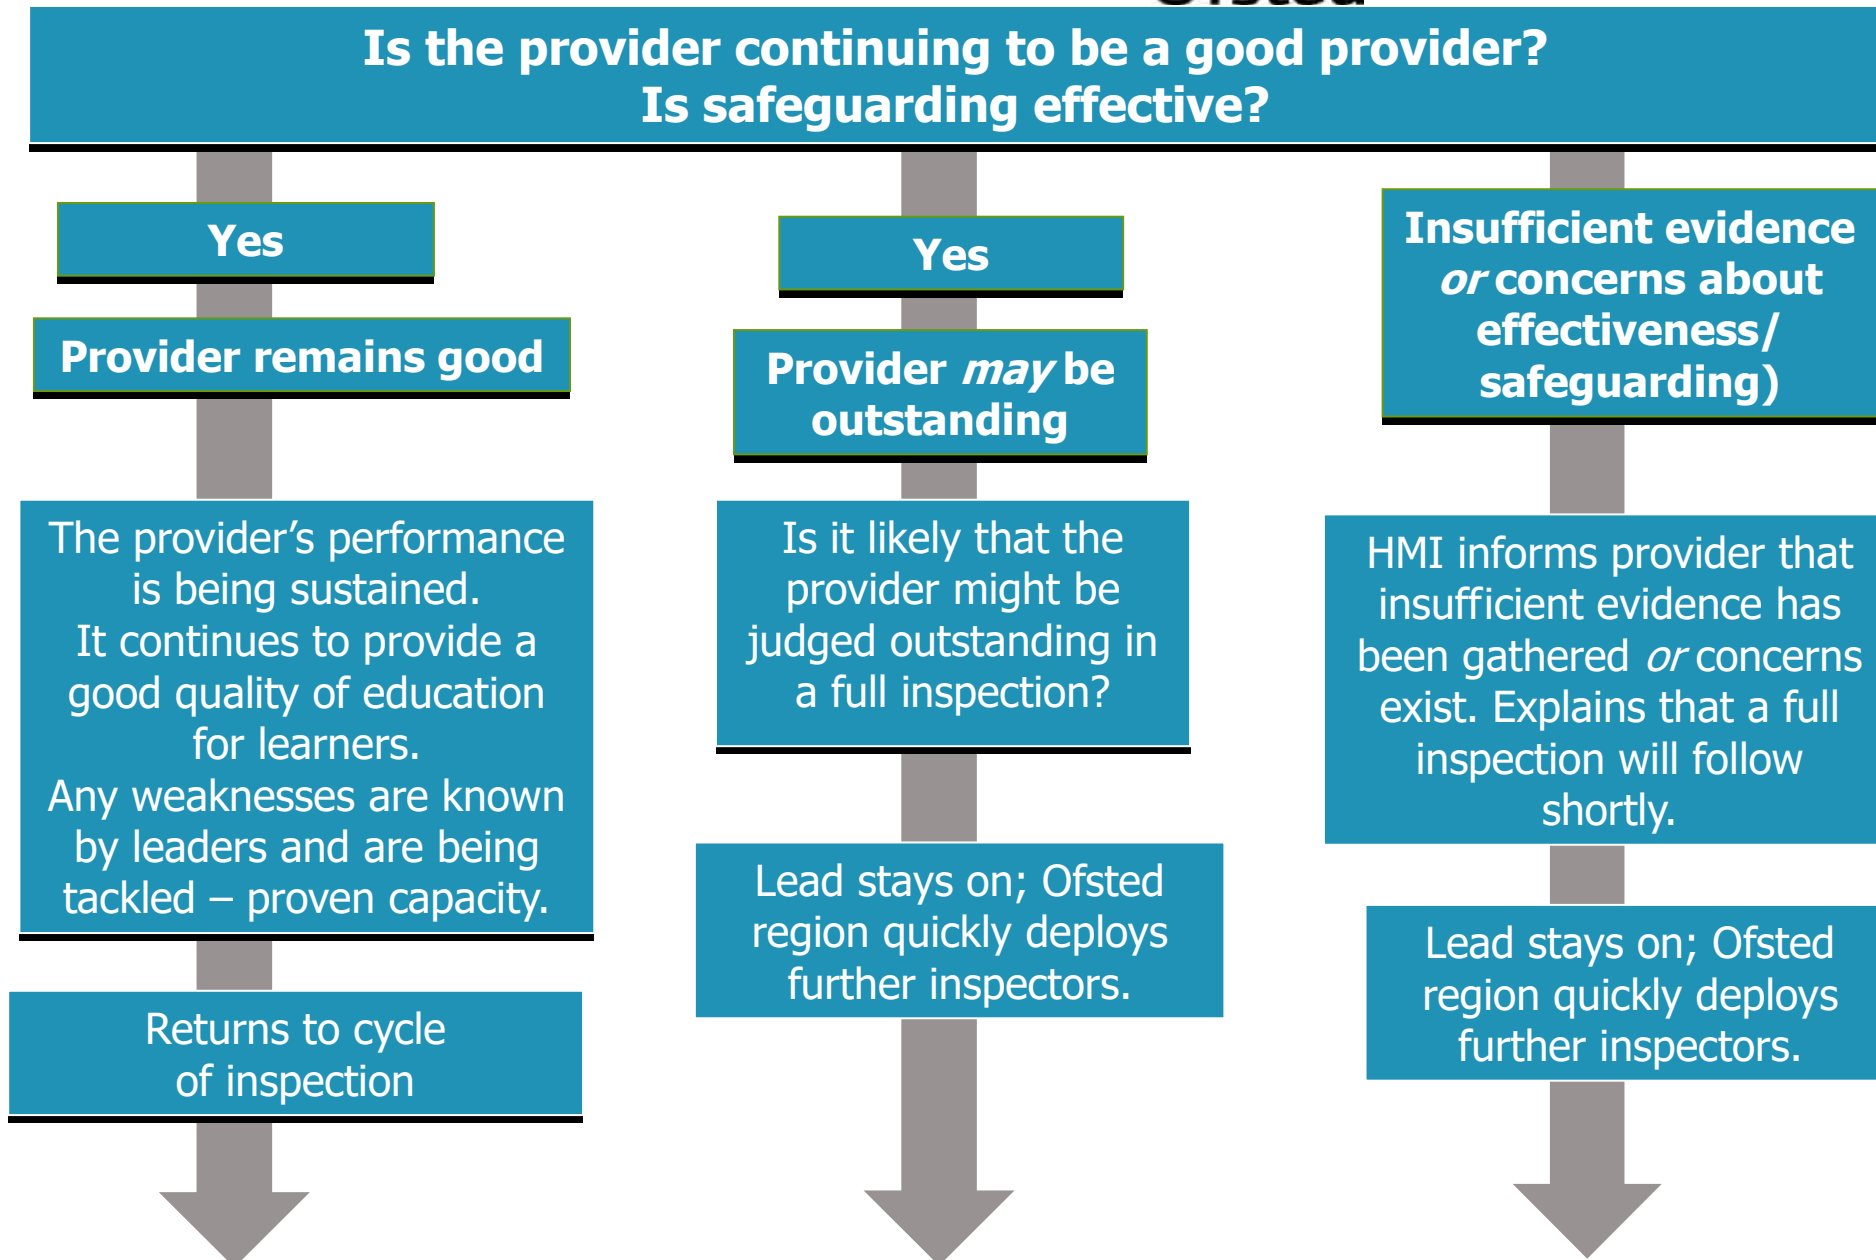 Ofsted
Is the provider continuing to be a good provider?
Is safeguarding effective?
Yes
Provider remains good
The provider’s performance
is being sustained.
It continues to provide a
good quality of education
for learners.
Any weaknesses are known
by leaders and are being
tackled – proven capacity.
Returns to cycle
of inspection
Yes
Provider may be
outstanding
Is it likely that the
provider might be
judged outstanding in
a full inspection?
Lead stays on; Ofsted
region quickly deploys
further inspectors.
Insufficient evidence
or concerns about
effectiveness/
safeguarding)
HMI informs provider that
insufficient evidence has
been gathered or concerns
exist. Explains that a full
inspection will follow
shortly.
Lead stays on; Ofsted
region quickly deploys
further inspectors.